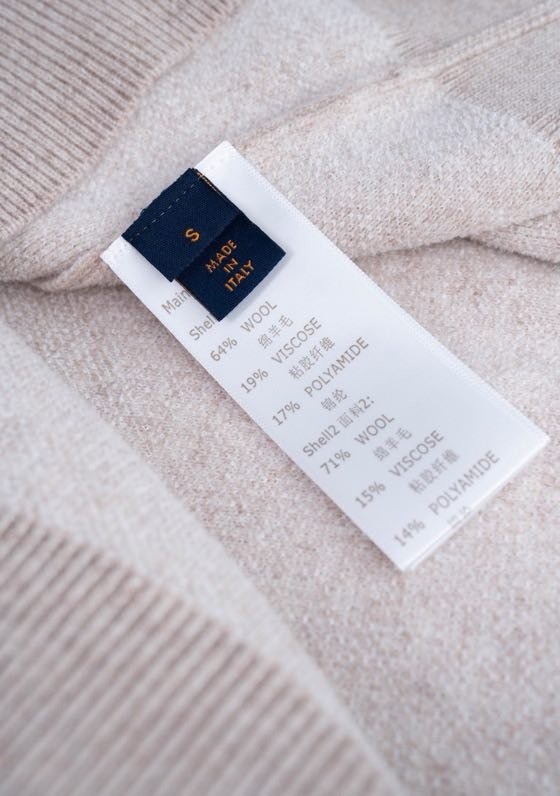 S
MADE
IN
ITALY
Main
Shell
64% WOOL
绵羊毛
19% VISCOSE
粘胶纤维
17% POLYAMIDE
锦纶
Shell2 面料2:
71% WOOL
绵羊毛
15% VISCOSE
粘胶纤维
14% POLYAMIDE